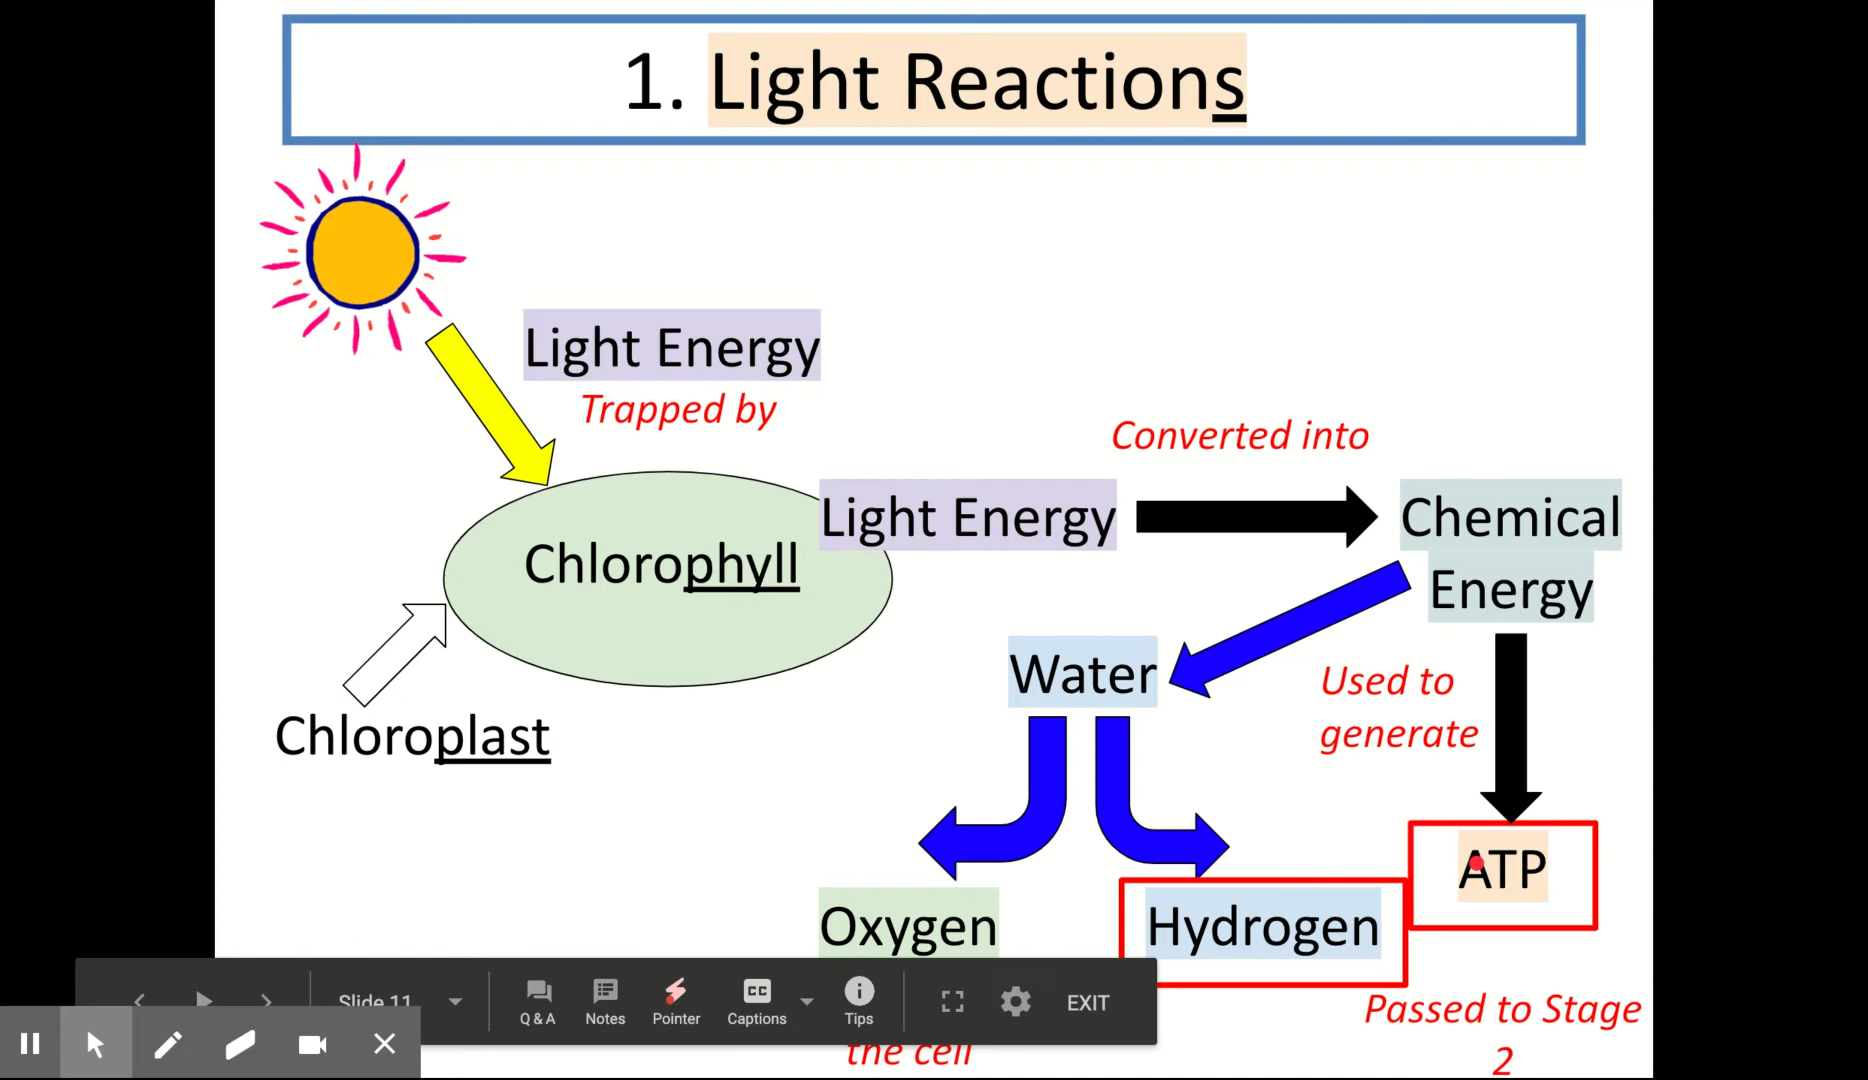 1. Light Reactions
Light Energy
Trapped by
Converted into
Light Energy
Chemical
Energy
Chlorophyll
Water
Used to
generate
Chloroplast
ATP
Oxygen
Hydrogen
Passed to Stage
2
the cell
Slide 11
Q & A
Notes
Pointer
CC
Captions
Tips
EXIT